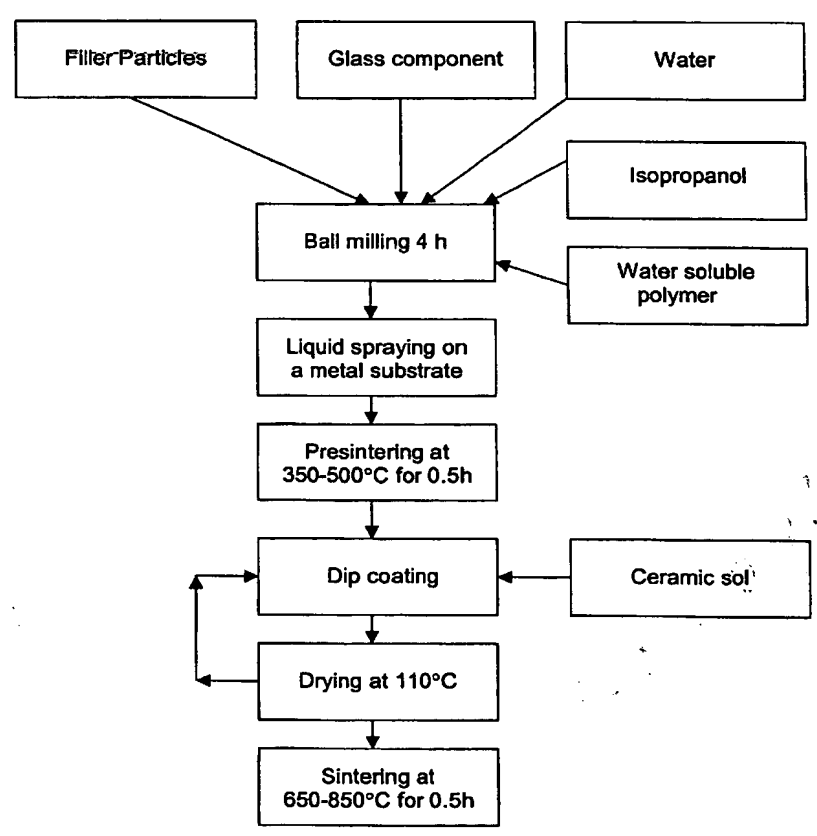 Filler Particles
Glass component
Water
Isopropanol
Ball milling 4 h
Water soluble
polymer
Liquid spraying on
a metal substrate
Presintering at
350-500°C for 0.5h
Dip coating
Ceramic sol
Drying at 110°C
Sintering at
650-850°C for 0.5h